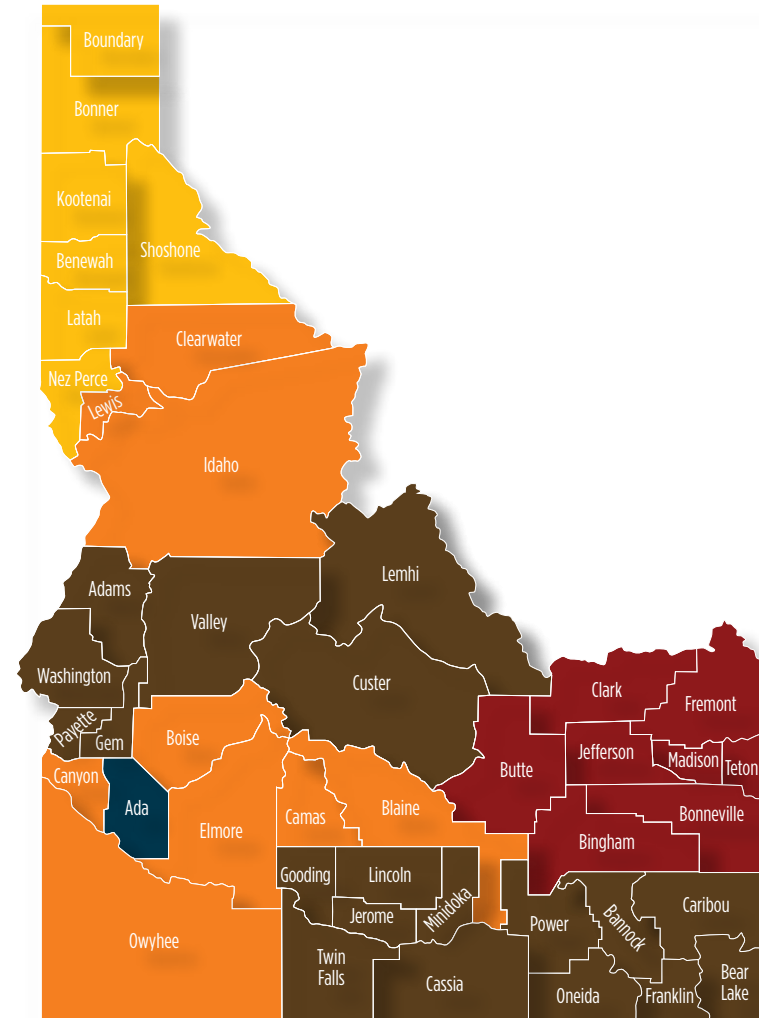 Boundary
Bonner
Kootenai
Shoshone
Benewah
Latah
Clearwater
Nez Perce
Lewis
Idaho
Lemhi
Adams
Valley
Washington
Custer
Clark
Fremont
Payette
Gem
Boise
Jefferson
Madison
Teton
Butte
Canyon
Ada
Camas
Blaine
Bonneville
Elmore
Bingham
Gooding
Lincoln
Minidoka
Jerome
Power
Bannock
Caribou
Owyhee
Twin
Falls
Cassia
Oneida
Franklin
Bear
Lake